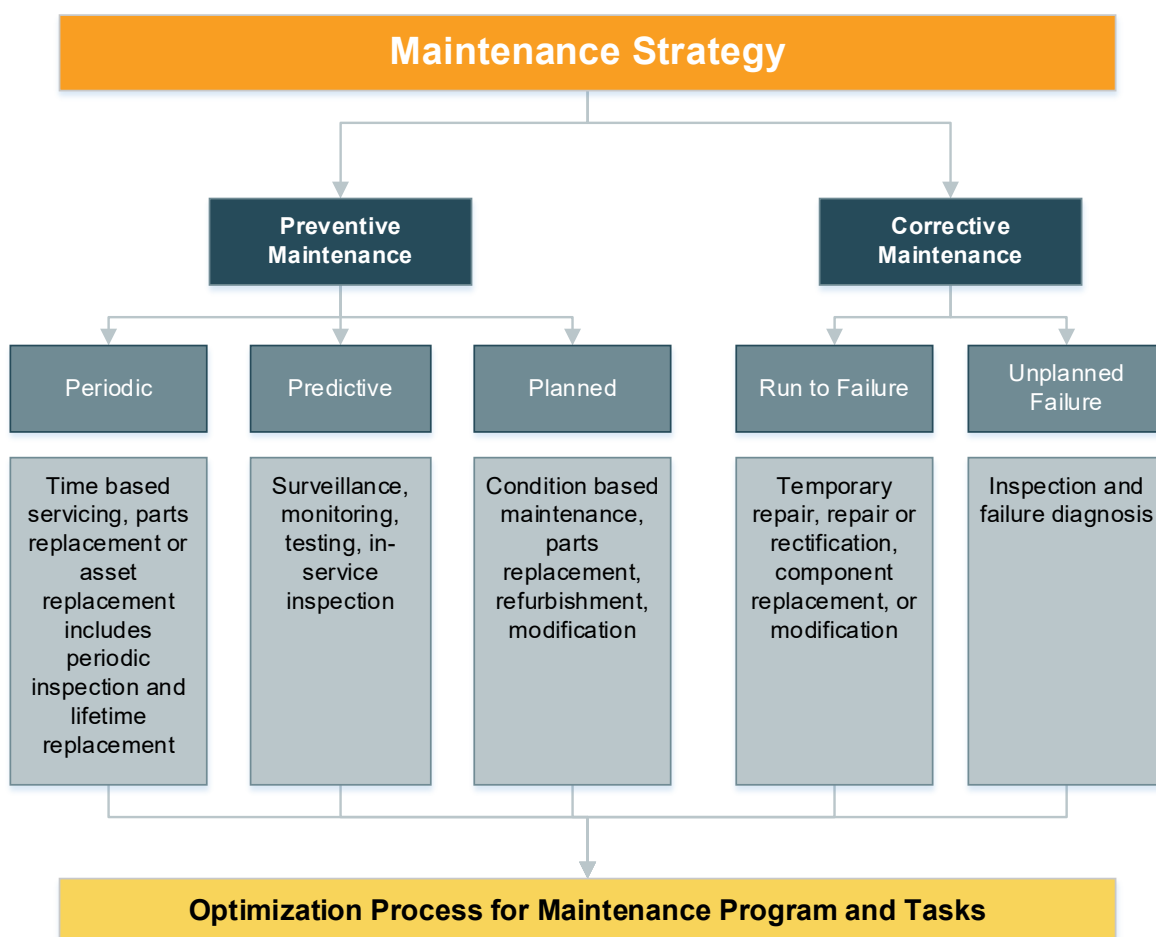 Maintenance Strategy
Preventive
Maintenance
Corrective
Maintenance
Periodic
Predictive
Planned
Run to Failure
Unplanned
Failure
Time based
servicing, parts
replacement or
asset
replacement
includes
periodic
inspection and
lifetime
replacement
Surveillance,
monitoring,
testing, in-
service
inspection
Condition based
maintenance,
parts
replacement,
refurbishment,
modification
Temporary
repair, repair or
rectification,
component
replacement, or
modification
Inspection and
failure diagnosis
Optimization Process for Maintenance Program and Tasks